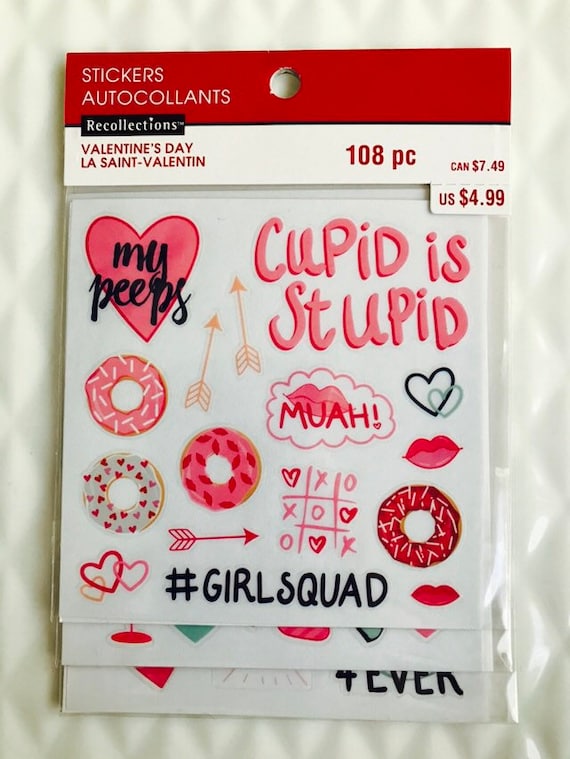 STICKERS
AUTOCOLLANTS
Recollections™
VALENTINE'S DAY
LA SAINT-VALENTIN
108 pc
CAN $7.49
US $4.99
my
peeps
CUPiD is
StUPiD
MUAH!
X O
X O
O X
#GIRLSQUAD
4EVER